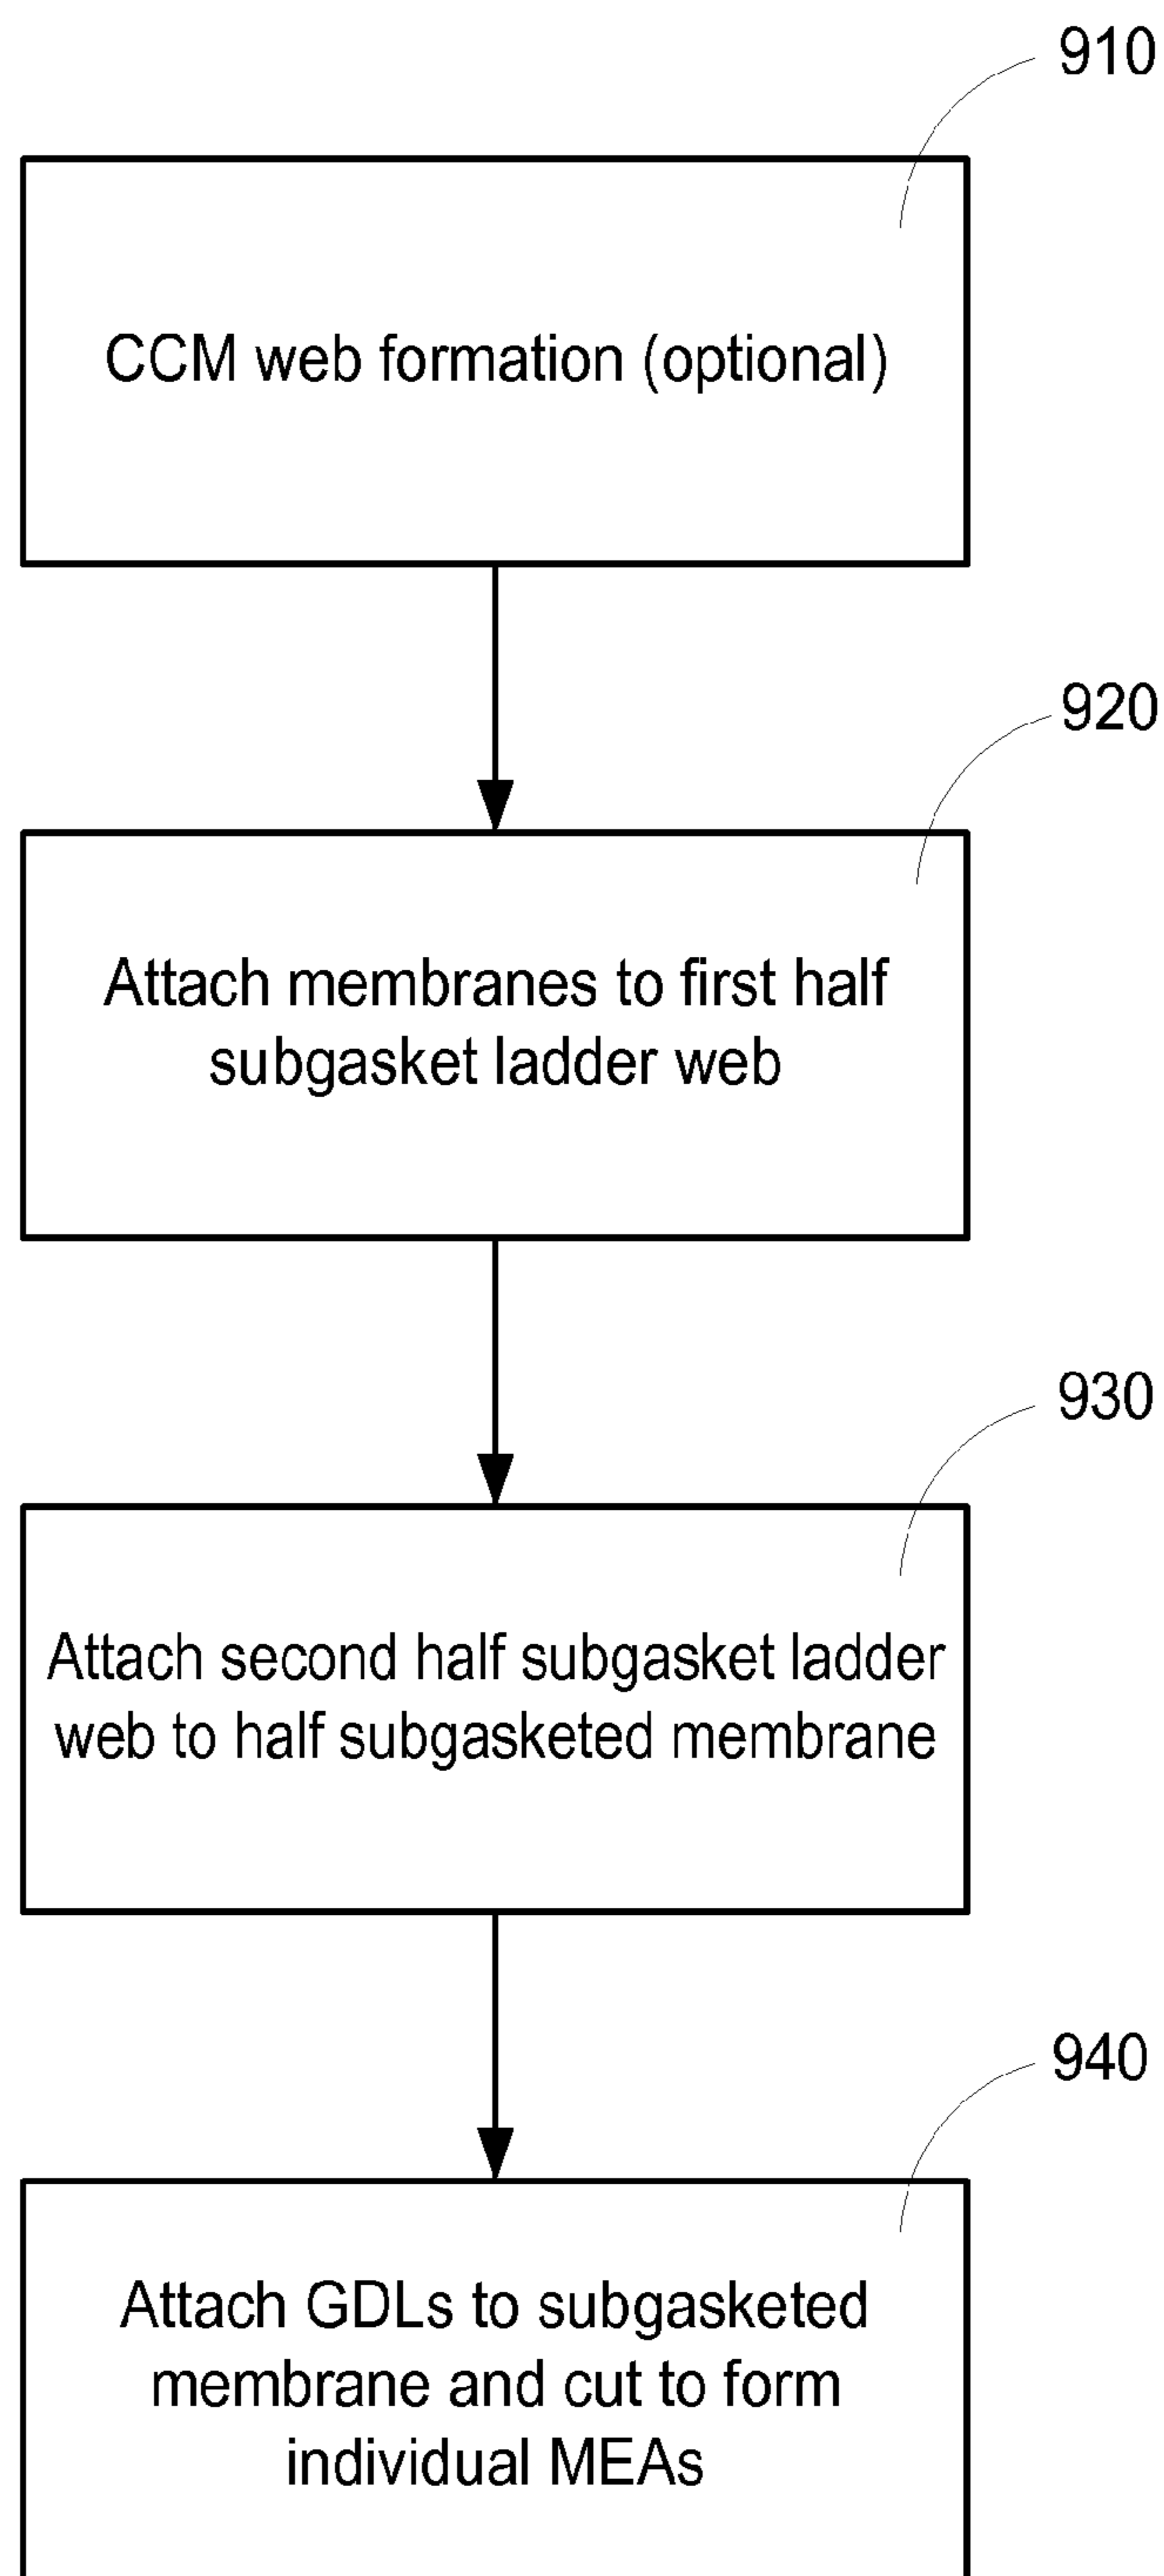 910
CCM web formation (optional)
920
Attach membranes to first half
subgasket ladder web
930
Attach second half subgasket ladder
web to half subgasketed membrane
940
Attach GDLs to subgasketed
membrane and cut to form
individual MEAs